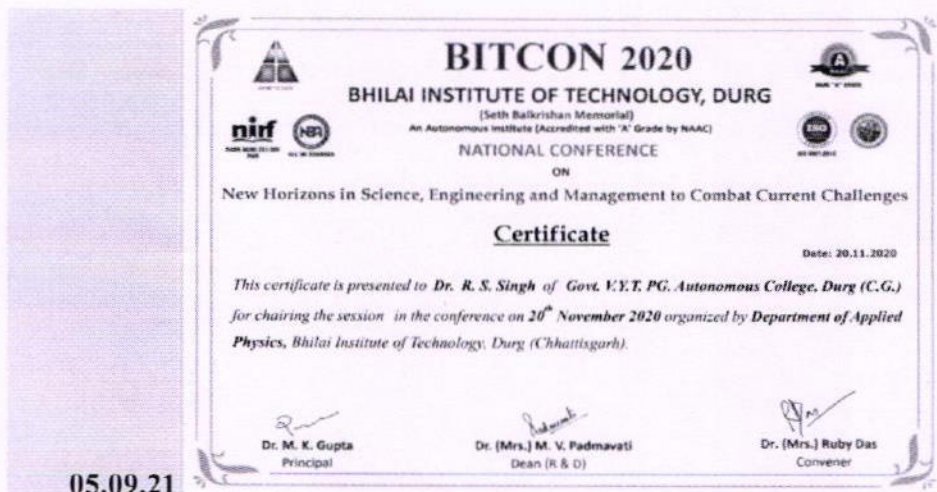 BITCON 2020
BHILAI INSTITUTE OF TECHNOLOGY, DURG
(Seth Balkrishan Memorial)
An Autonomous Institute (Accredited with 'A' Grade by NAAC)
nirf
NBA
ISO
NATIONAL CONFERENCE
ON
New Horizons in Science, Engineering and Management to Combat Current Challenges
Certificate
Date: 20.11.2020
This certificate is presented to Dr. R. S. Singh of Govt. V.Y.T. PG. Autonomous College, Durg (C.G.)
for chairing the session in the conference on 20th November 2020 organized by Department of Applied
Physics, Bhilai Institute of Technology, Durg (Chhattisgarh).
Dr. M. K. Gupta
Principal
Dr. (Mrs.) M. V. Padmavati
Dean (R & D)
Dr. (Mrs.) Ruby Das
Convener
05.09.21